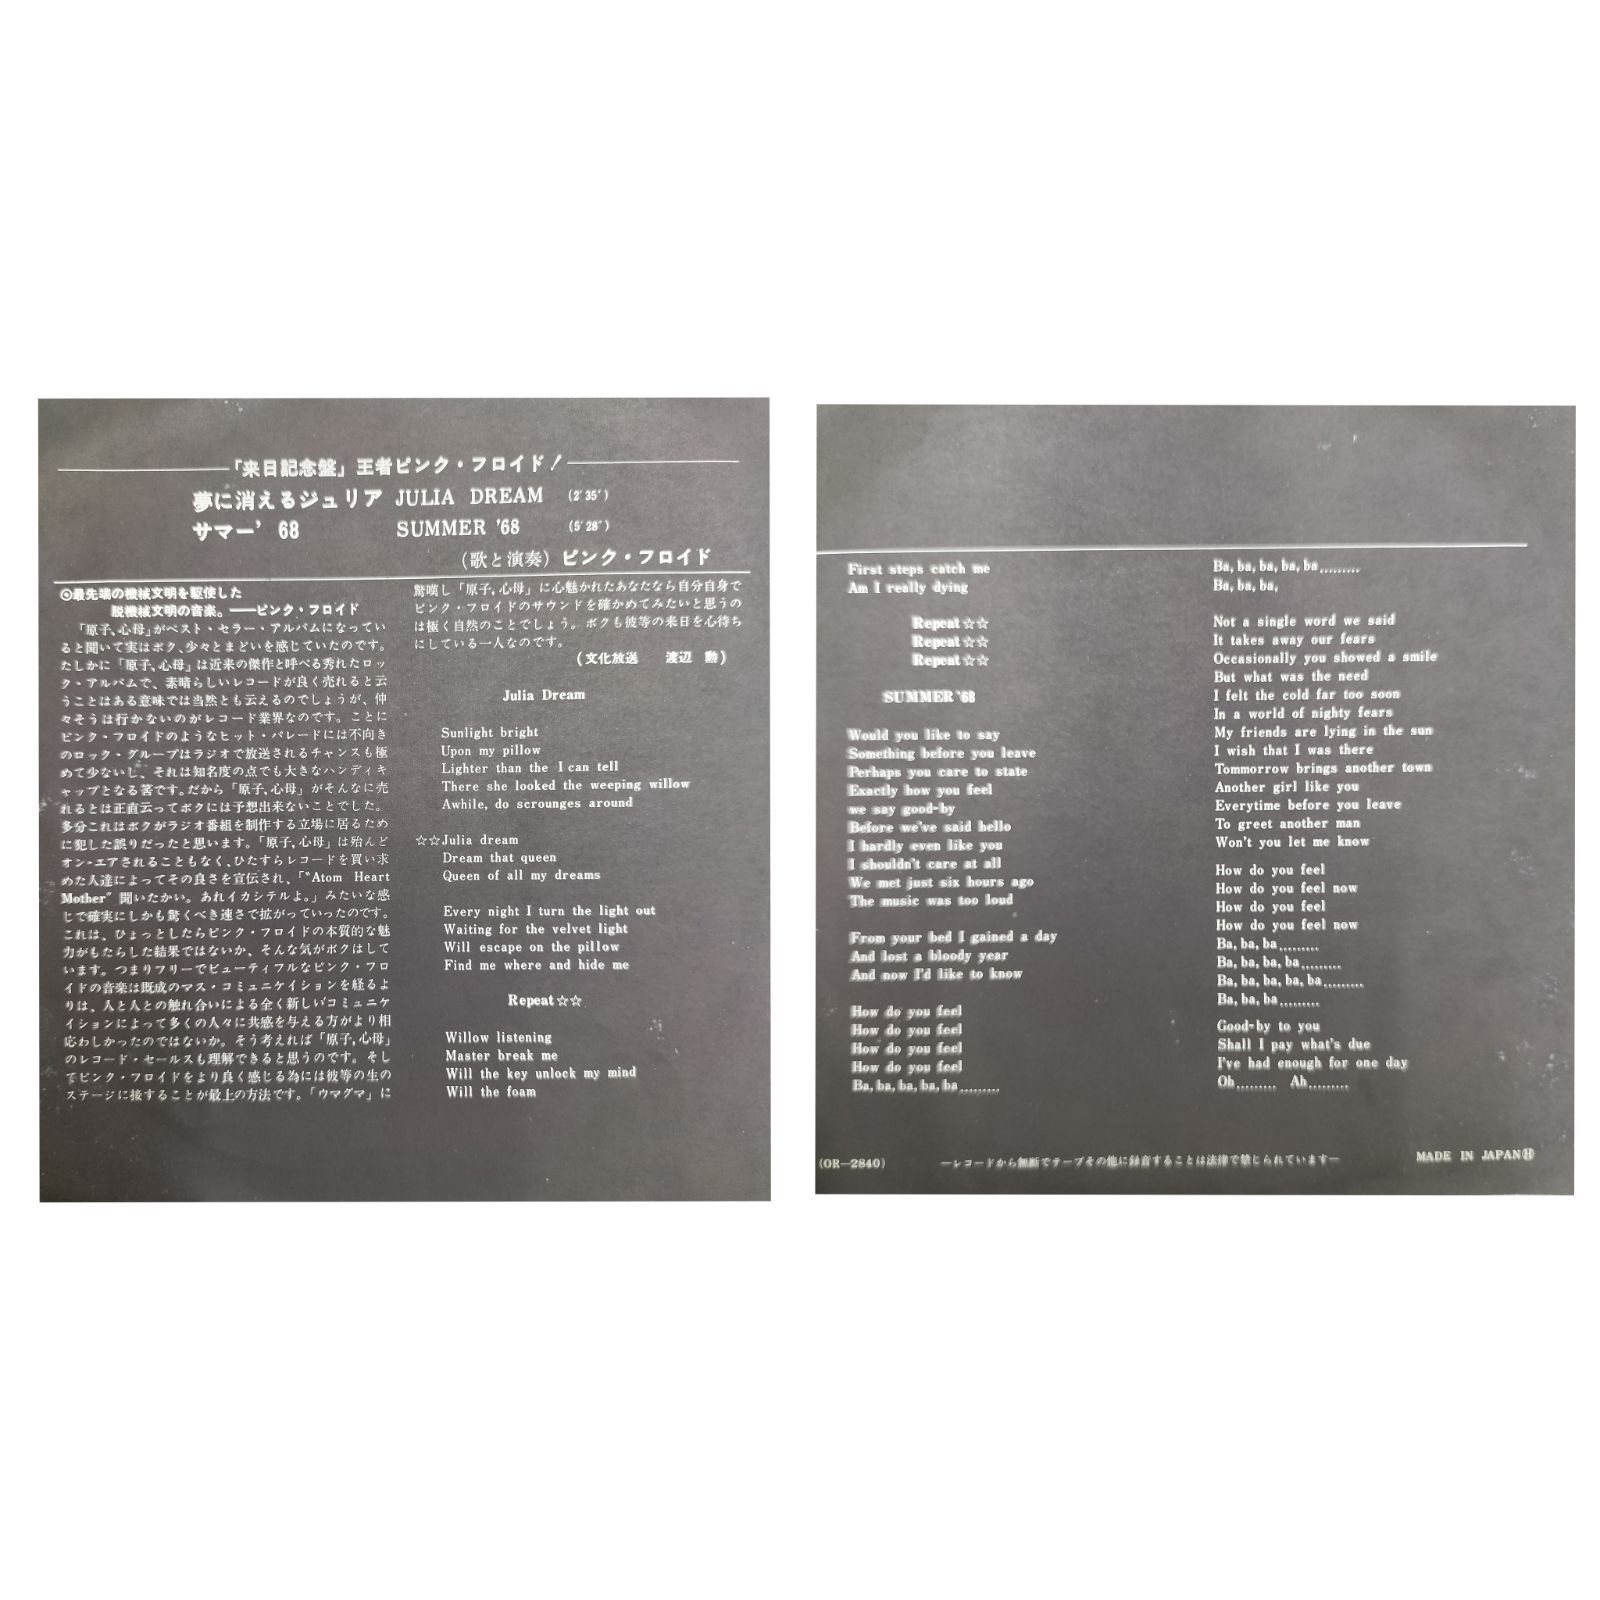 「来日記念盤」王者ピンク・フロイド!
夢に消えるジュリア JULIA DREAM (2'35")
サマー'68 SUMMER '68 (5'28")
(歌と演奏) ピンク・フロイド
⦿最先端の機械文明を駆使した
脱機械文明の音楽。——ピンク・フロイド
「原子,心母」がベスト・セラー・アルバムになってい
ると聞いて実はボク、少々とまどいを感じていたのです。
たしかに「原子,心母」は近来の傑作と呼べる秀れたロッ
ク・アルバムで、素晴らしいレコードが良く売れると云
うことはある意味では当然とも云えるのでしょうが、仲
々そうは行かないのがレコード業界なのです。ことに
ピンク・フロイドのようなヒット・パレードには不向き
のロック・グループはラジオで放送されるチャンスも極
めて少ないし、それは知名度の点でも大きなハンディキ
ャップとなる筈です。だから「原子,心母」がそんなに売
れるとは正直云ってボクには予想出来ないことでした。
多分これはボクがラジオ番組を制作する立場に居るため
に犯した誤りだったと思います。「原子,心母」は殆んど
オン・エアされることもなく、ひたすらレコードを買い求
めた人達によってその良さを宣伝され、「"Atom Heart
Mother" 聞いたかい。あれイカシテルよ。」みたいな感
じで確実にしかも驚くべき速さで拡がっていったのです。
これは、ひょっとしたらピンク・フロイドの本質的な魅
力がもたらした結果ではないか、そんな気がボクはして
います。つまりフリーでビューティフルなピンク・フロ
イドの音楽は既成のマス・コミュニケイションを経るよ
りは、人と人との触れ合いによる全く新しいコミュニケ
イションによって多くの人々に共感を与える方がより相
応わしかったのではないか。そう考えれば「原子,心母」
のレコード・セールスも理解できると思うのです。そし
てピンク・フロイドをより良く感じる為には彼等の生の
ステージに接することが最上の方法です。「ウマグマ」に
驚嘆し「原子,心母」に心魅かれたあなたなら自分自身で
ピンク・フロイドのサウンドを確かめてみたいと思うの
は極く自然のことでしょう。ボクも彼等の来日を心待ち
にしている一人なのです。
(文化放送 渡辺 勲)
Julia Dream
Sunlight bright
Upon my pillow
Lighter than the I can tell
There she looked the weeping willow
Awhile, do scrounges around
☆☆Julia dream
Dream that queen
Queen of all my dreams
Every night I turn the light out
Waiting for the velvet light
Will escape on the pillow
Find me where and hide me
Repeat☆☆
Willow listening
Master break me
Will the key unlock my mind
Will the foam
First steps catch me
Am I really dying
Repeat☆☆
Repeat☆☆
Repeat☆☆
SUMMER '68
Would you like to say
Something before you leave
Perhaps you care to state
Exactly how you feel
we say good-by
Before we've said hello
I hardly even like you
I shouldn't care at all
We met just six hours ago
The music was too loud
From your bed I gained a day
And lost a bloody year
And now I'd like to know
How do you feel
How do you feel
How do you feel
How do you feel
Ba, ba, ba, ba, ba.........
Ba, ba, ba, ba, ba.........
Ba, ba, ba,
Not a single word we said
It takes away our fears
Occasionally you showed a smile
But what was the need
I felt the cold far too soon
In a world of nighty fears
My friends are lying in the sun
I wish that I was there
Tommorrow brings another town
Another girl like you
Everytime before you leave
To greet another man
Won't you let me know
How do you feel
How do you feel now
How do you feel
How do you feel now
Ba, ba, ba.........
Ba, ba, ba, ba.........
Ba, ba, ba, ba, ba.........
Ba, ba, ba.........
Good-by to you
Shall I pay what's due
I've had enough for one day
Oh......... Ah.........
(OR—2840) —レコードから無断でテープその他に録音することは法律で禁じられています— MADE IN JAPANⒽ